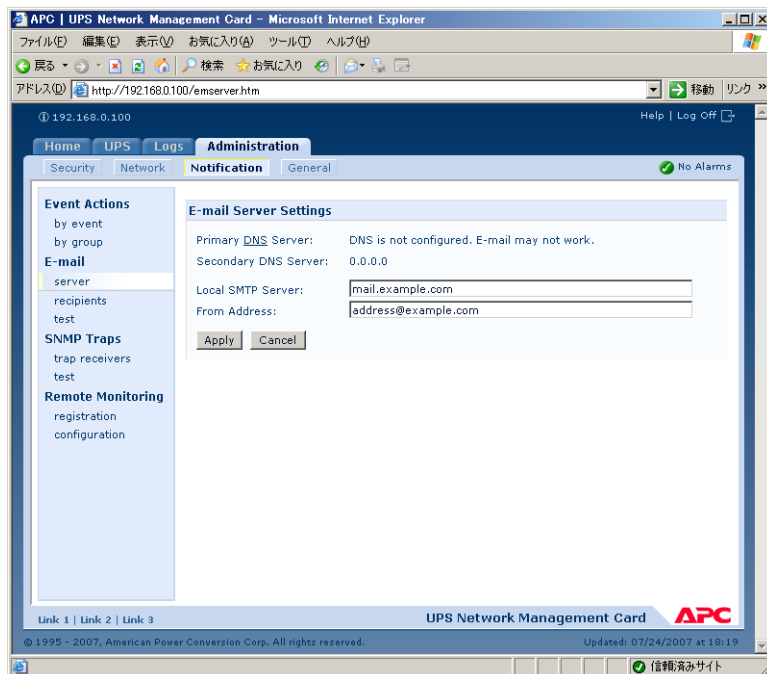 APC | UPS Network Management Card - Microsoft Internet Explorer
ファイル(F) 編集(E) 表示(V) お気に入り(A) ツール(T) ヘルプ(H)
戻る 検索 お気に入り
アドレス(D) http://192.168.0.100/emserver.htm 移動 リンク »
192.168.0.100 Help | Log Off
Home UPS Logs Administration
Security Network Notification General No Alarms
Event Actions
by event
by group
E-mail
server
recipients
test
SNMP Traps
trap receivers
test
Remote Monitoring
registration
configuration
E-mail Server Settings
Primary DNS Server: DNS is not configured. E-mail may not work.
Secondary DNS Server: 0.0.0.0
Local SMTP Server: mail.example.com
From Address: address@example.com
Apply Cancel
Link 1 | Link 2 | Link 3 UPS Network Management Card APC
© 1995 - 2007, American Power Conversion Corp. All rights reserved. Updated: 07/24/2007 at 18:19
信頼済みサイト